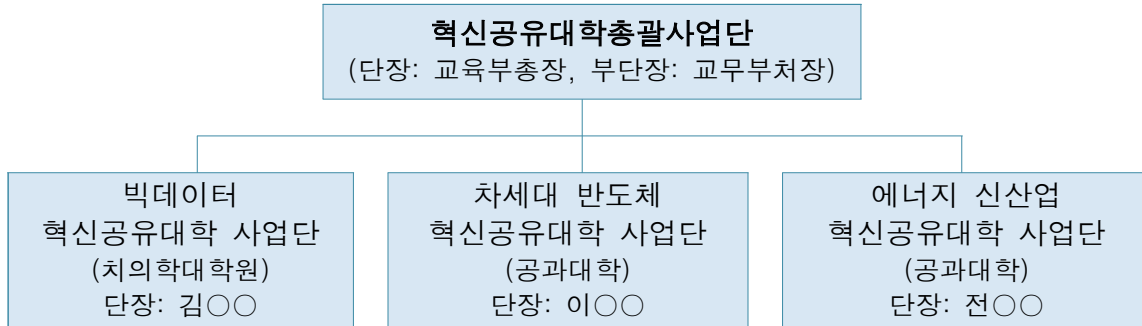 혁신공유대학총괄사업단
(단장: 교육부총장, 부단장: 교무부처장)
빅데이터
혁신공유대학 사업단
(치의학대학원)
단장: 김○○
차세대 반도체
혁신공유대학 사업단
(공과대학)
단장: 이○○
에너지 신산업
혁신공유대학 사업단
(공과대학)
단장: 전○○